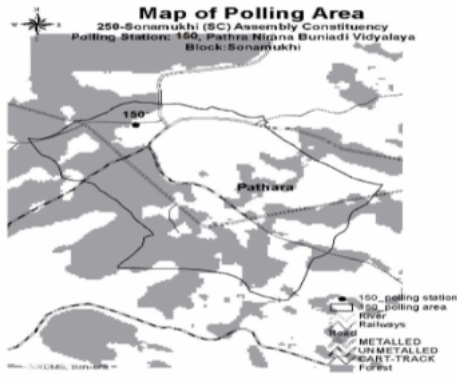 Map of Polling Area
258-Sonamukhi (SC) Assembly Constituency
Polling Station: 150, Pathra Nirana Buniadi Vidyalaya
Block:Sonamukhi
N
150
Pathara
150_polling station
150_polling area
River
Railways
Road
METALLED
UNMETALLED
CART-TRACK
Forest